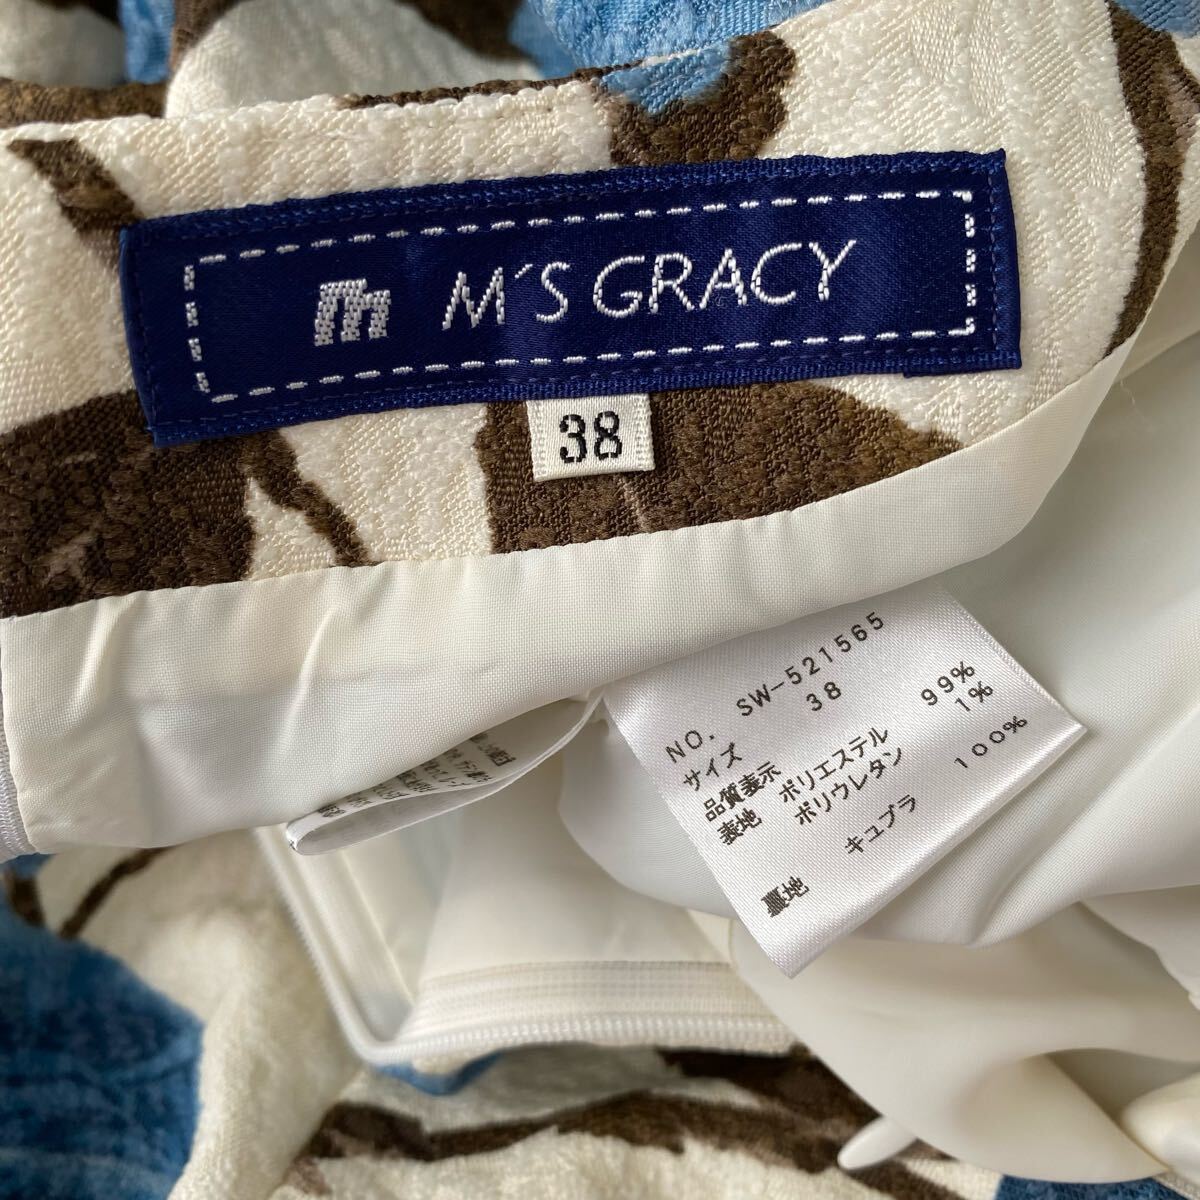 m M'S GRACY
38
NO. SW-521565
サイズ 38
品質表示
表地 ポリエステル 99%
ポリウレタン 1%
裏地 キュプラ 100%